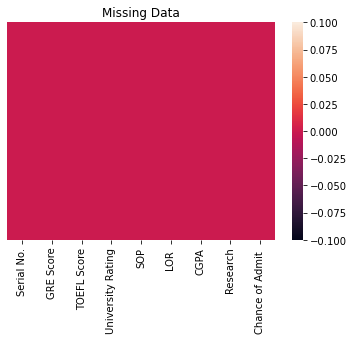 Missing Data
0.100
0.075
0.050
0.025
0.000
−0.025
−0.050
−0.075
−0.100
Serial No.
GRE Score
TOEFL Score
University Rating
SOP
LOR
CGPA
Research
Chance of Admit